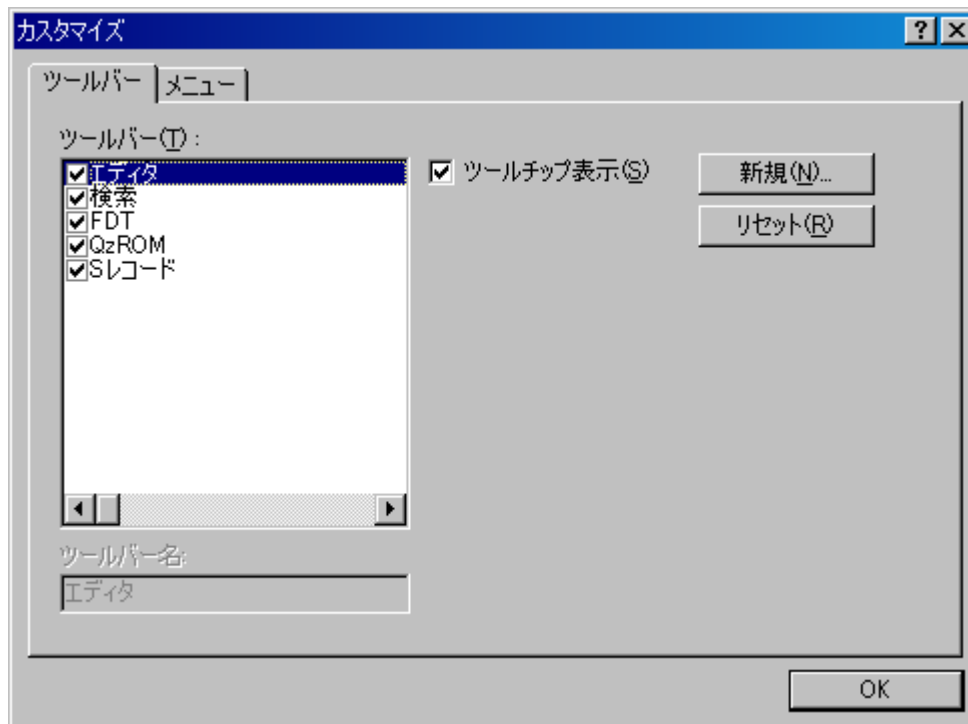 カスタマイズ
ツールバー
メニュー
ツールバー(T):
エディタ
検索
FDT
QzROM
Sレコード
ツールチップ表示(S)
新規(N)...
リセット(R)
ツールバー名:
エディタ
OK